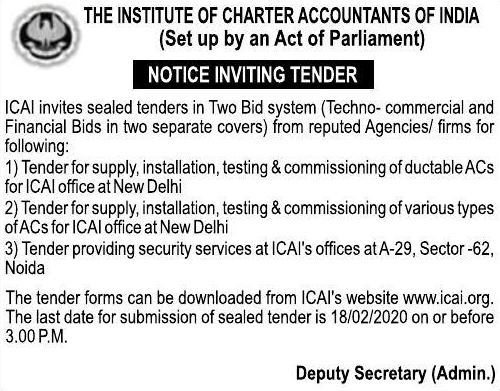 THE INSTITUTE OF CHARTER ACCOUNTANTS OF INDIA
(Set up by an Act of Parliament)
NOTICE INVITING TENDER
ICAI invites sealed tenders in Two Bid system (Techno- commercial and
Financial Bids in two separate covers) from reputed Agencies/ firms for
following:
1) Tender for supply, installation, testing & commissioning of ductable ACs
for ICAI office at New Delhi
2) Tender for supply, installation, testing & commissioning of various types
of ACs for ICAI office at New Delhi
3) Tender providing security services at ICAI's offices at A-29, Sector -62,
Noida
The tender forms can be downloaded from ICAI's website www.icai.org.
The last date for submission of sealed tender is 18/02/2020 on or before
3.00 P.M.
Deputy Secretary (Admin.)